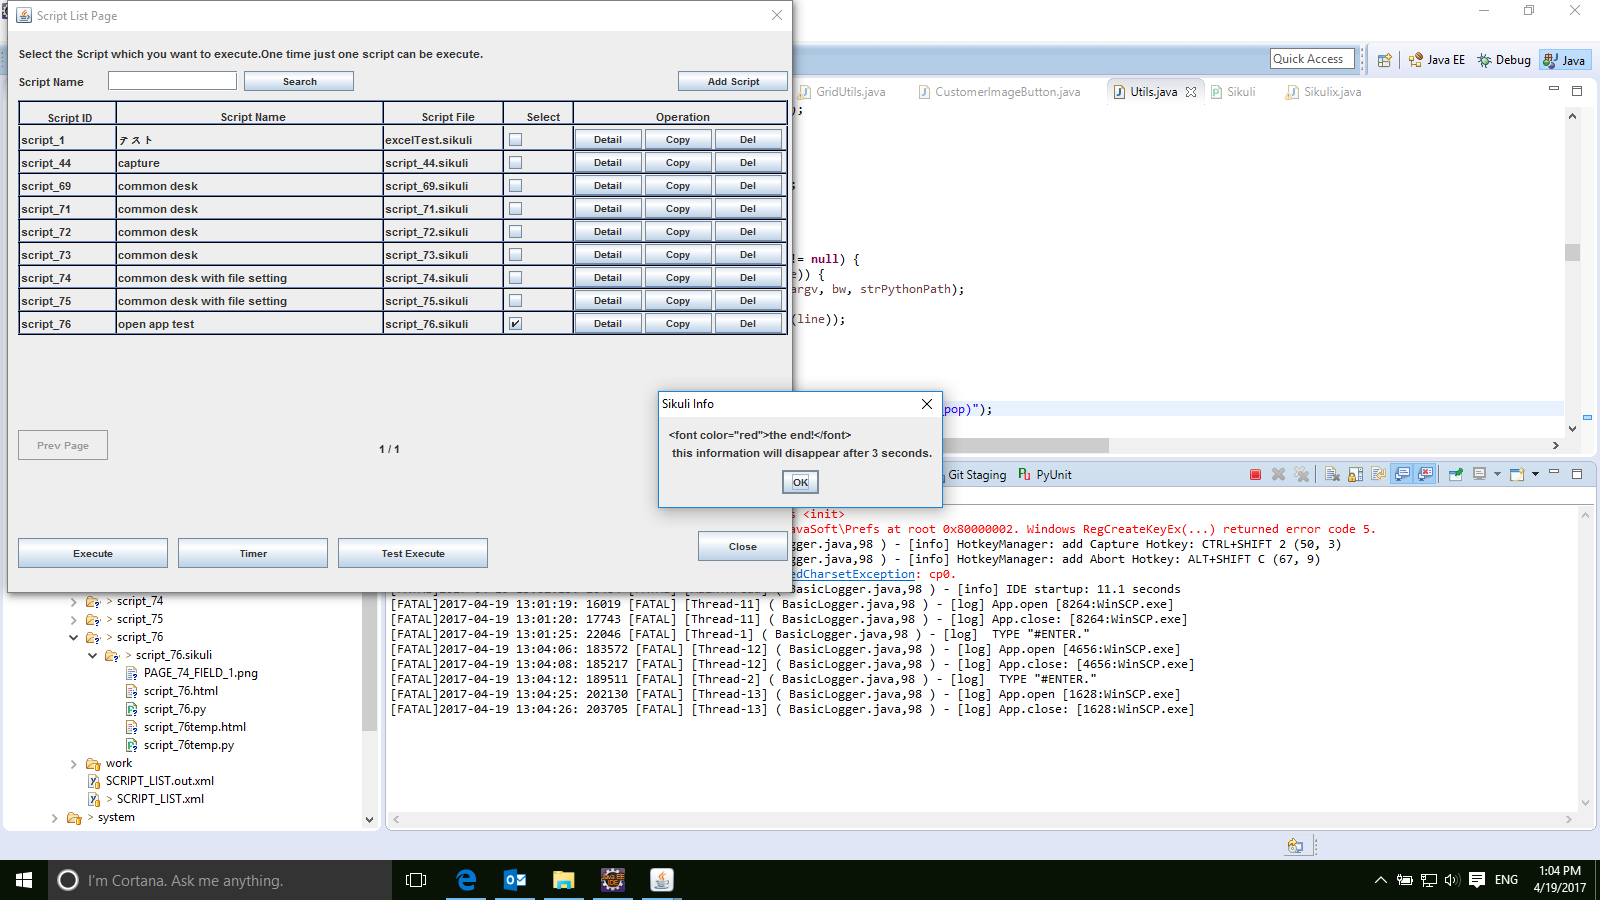 Script List Page
Select the Script which you want to execute.One time just one script can be execute.
Script Name
Search
Add Script
Script ID Script Name Script File Select Operation
script_1 テスト excelTest.sikuli Detail Copy Del
script_44 capture script_44.sikuli Detail Copy Del
script_69 common desk script_69.sikuli Detail Copy Del
script_71 common desk script_71.sikuli Detail Copy Del
script_72 common desk script_72.sikuli Detail Copy Del
script_73 common desk script_73.sikuli Detail Copy Del
script_74 common desk with file setting script_74.sikuli Detail Copy Del
script_75 common desk with file setting script_75.sikuli Detail Copy Del
script_76 open app test script_76.sikuli Detail Copy Del
Prev Page
1 / 1
Execute
Timer
Test Execute
Close
Sikuli Info
<font color="red">the end!</font>
this information will disappear after 3 seconds.
OK
Quick Access
Java EE
Debug
Java
GridUtils.java
CustomerImageButton.java
Utils.java
Sikuli
Sikulix.java
);
;
!= null) {
)) {
argv, bw, strPythonPath);
(line));
pop)");
Git Staging
PyUnit
<init>
avaSoft\Prefs at root 0x80000002. Windows RegCreateKeyEx(...) returned error code 5.
gger.java,98 ) - [info] HotkeyManager: add Capture Hotkey: CTRL+SHIFT 2 (50, 3)
gger.java,98 ) - [info] HotkeyManager: add Abort Hotkey: ALT+SHIFT C (67, 9)
edCharsetException: cp0.
BasicLogger.java,98 ) - [info] IDE startup: 11.1 seconds
[FATAL]2017-04-19 13:01:19: 16019 [FATAL] [Thread-11] ( BasicLogger.java,98 ) - [log] App.open [8264:WinSCP.exe]
[FATAL]2017-04-19 13:01:20: 17743 [FATAL] [Thread-11] ( BasicLogger.java,98 ) - [log] App.close: [8264:WinSCP.exe]
[FATAL]2017-04-19 13:01:25: 22046 [FATAL] [Thread-1] ( BasicLogger.java,98 ) - [log]  TYPE "#ENTER."
[FATAL]2017-04-19 13:04:06: 183572 [FATAL] [Thread-12] ( BasicLogger.java,98 ) - [log] App.open [4656:WinSCP.exe]
[FATAL]2017-04-19 13:04:08: 185217 [FATAL] [Thread-12] ( BasicLogger.java,98 ) - [log] App.close: [4656:WinSCP.exe]
[FATAL]2017-04-19 13:04:12: 189511 [FATAL] [Thread-2] ( BasicLogger.java,98 ) - [log]  TYPE "#ENTER."
[FATAL]2017-04-19 13:04:25: 202130 [FATAL] [Thread-13] ( BasicLogger.java,98 ) - [log] App.open [1628:WinSCP.exe]
[FATAL]2017-04-19 13:04:26: 203705 [FATAL] [Thread-13] ( BasicLogger.java,98 ) - [log] App.close: [1628:WinSCP.exe]
> script_74
> script_75
> script_76
> script_76.sikuli
PAGE_74_FIELD_1.png
script_76.html
script_76.py
script_76temp.html
script_76temp.py
work
SCRIPT_LIST.out.xml
> SCRIPT_LIST.xml
> system
I'm Cortana. Ask me anything.
ENG
1:04 PM
4/19/2017